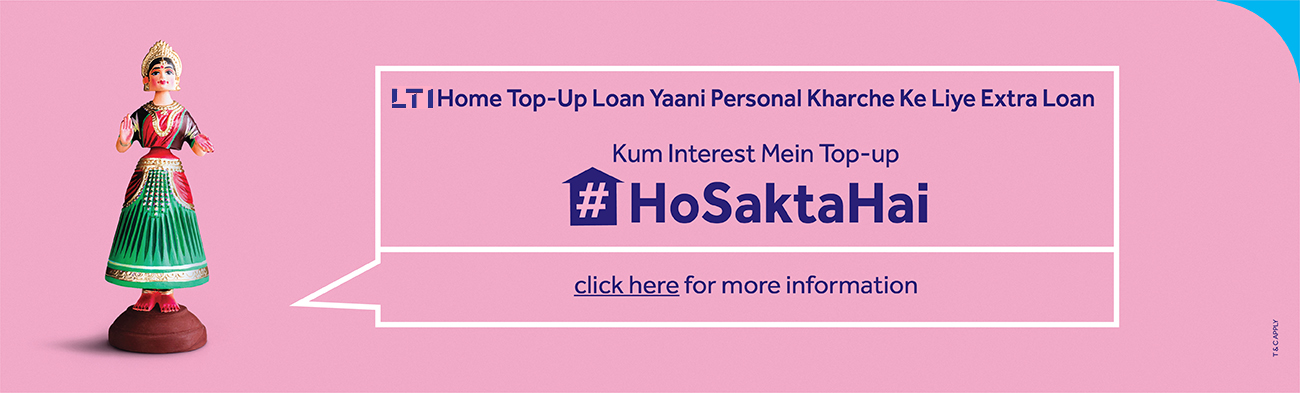 LTI Home Top-Up Loan Yaani Personal Kharche Ke Liye Extra Loan
Kum Interest Mein Top-up
#HoSaktaHai
click here for more information
T & C APPLY